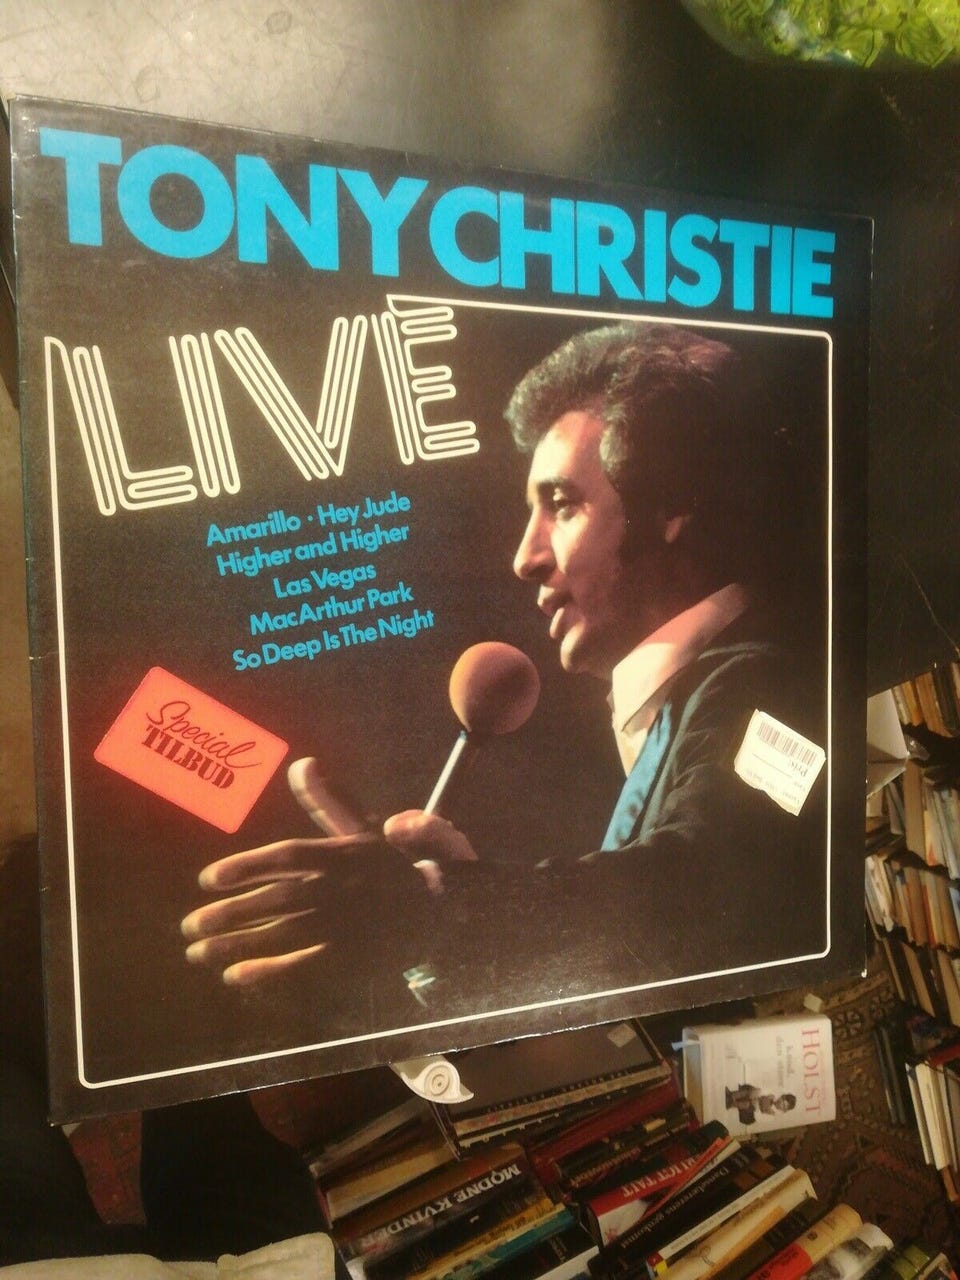 TONY CHRISTIE
LIVE
Amarillo · Hey Jude
Higher and Higher
Las Vegas
MacArthur Park
So Deep Is The Night
Special
TILBUD
Pris:
HOLST
MODNE KVINDER